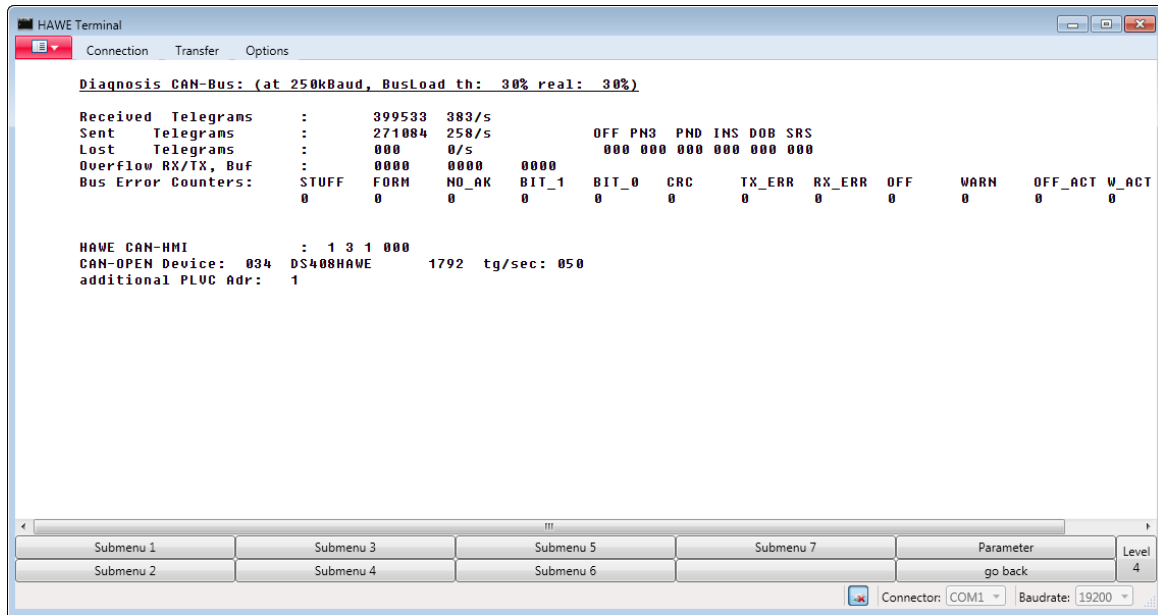 HAWE Terminal
Connection Transfer Options
Diagnosis CAN-Bus: (at 250kBaud, BusLoad th: 30% real: 30%)
Received Telegrams : 399533 383/s
Sent Telegrams : 271084 258/s OFF PN3 PND INS DOB SRS
Lost Telegrams : 000 0/s 000 000 000 000 000 000
Overflow RX/TX, Buf : 0000 0000 0000
Bus Error Counters: STUFF FORM NO_AK BIT_1 BIT_0 CRC TX_ERR RX_ERR OFF WARN OFF_ACT W_ACT
0 0 0 0 0 0 0 0 0 0 0 0
HAWE CAN-HMI : 1 3 1 000
CAN-OPEN Device: 034 DS408HAWE 1792 tg/sec: 050
additional PLVC Adr: 1
Submenu 1 Submenu 3 Submenu 5 Submenu 7 Parameter Level
Submenu 2 Submenu 4 Submenu 6 go back 4
Connector: COM1 Baudrate: 19200